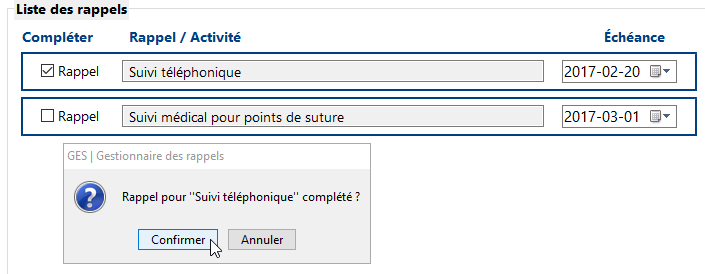 Liste des rappels
Compléter Rappel / Activité Échéance
Rappel Suivi téléphonique 2017-02-20
Rappel Suivi médical pour points de suture 2017-03-01
GES | Gestionnaire des rappels
Rappel pour "Suivi téléphonique" complété ?
Confirmer Annuler